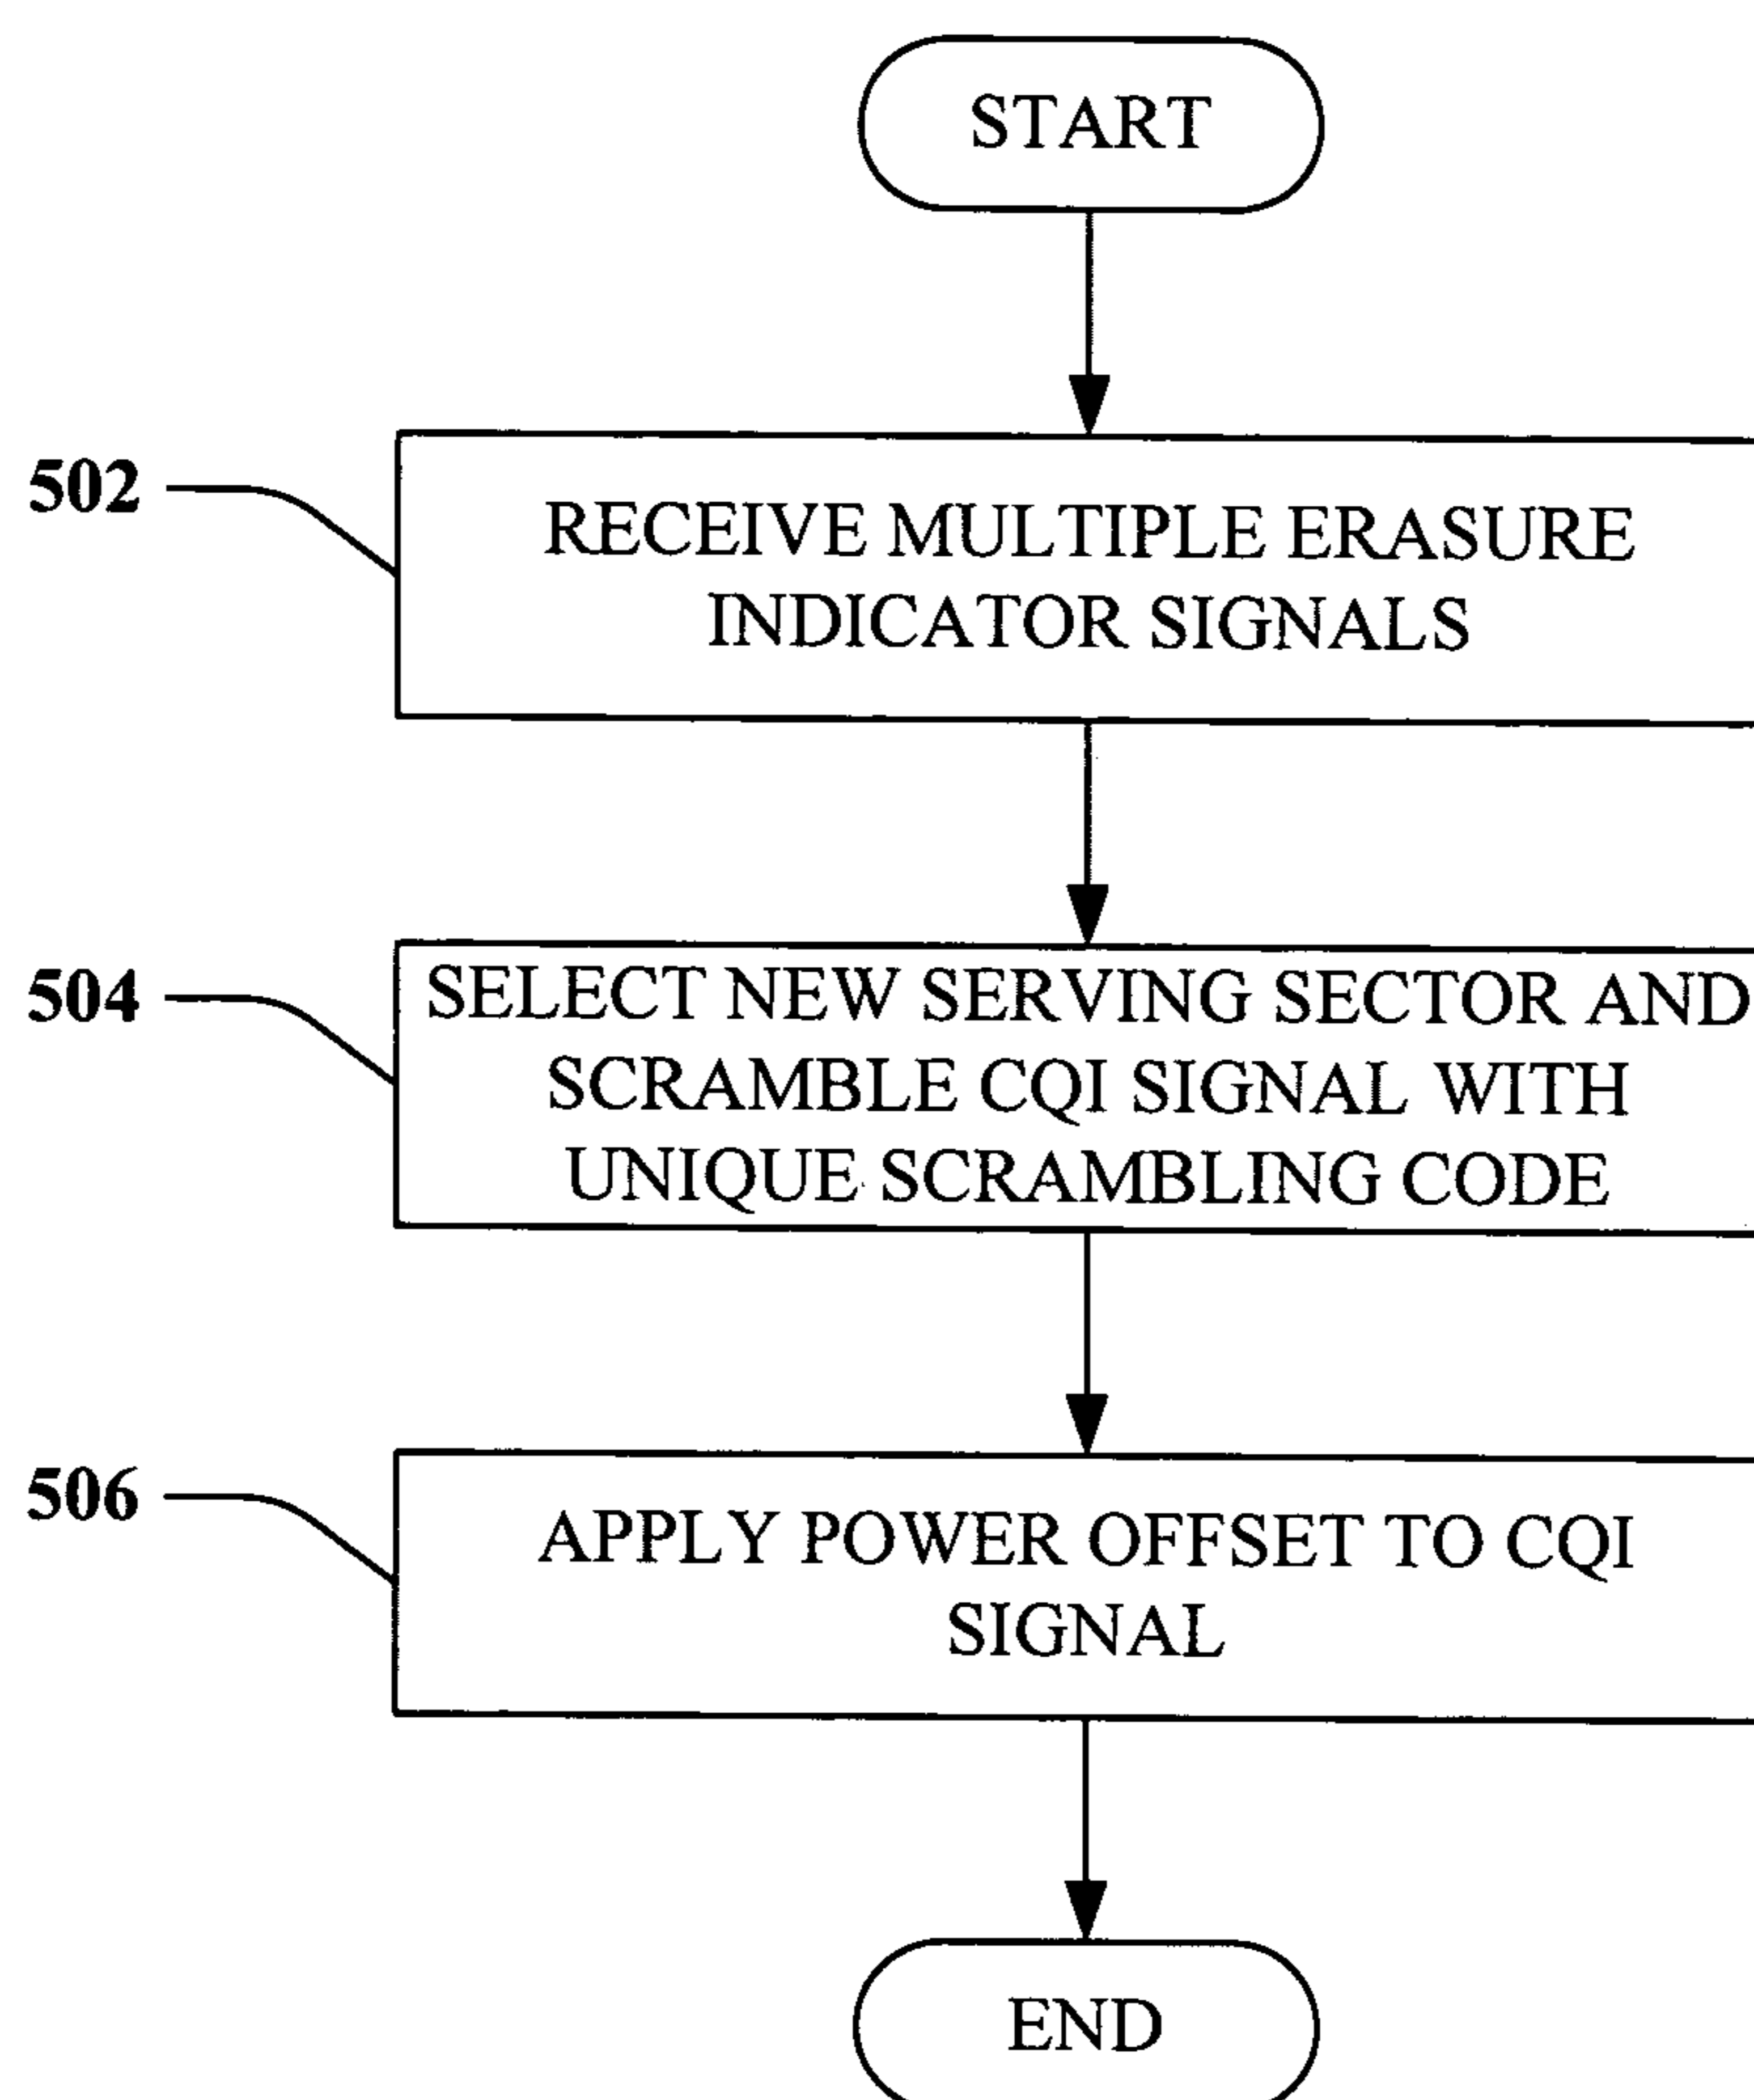 START
502
RECEIVE MULTIPLE ERASURE
INDICATOR SIGNALS
504
SELECT NEW SERVING SECTOR AND
SCRAMBLE CQI SIGNAL WITH
UNIQUE SCRAMBLING CODE
506
APPLY POWER OFFSET TO CQI
SIGNAL
END